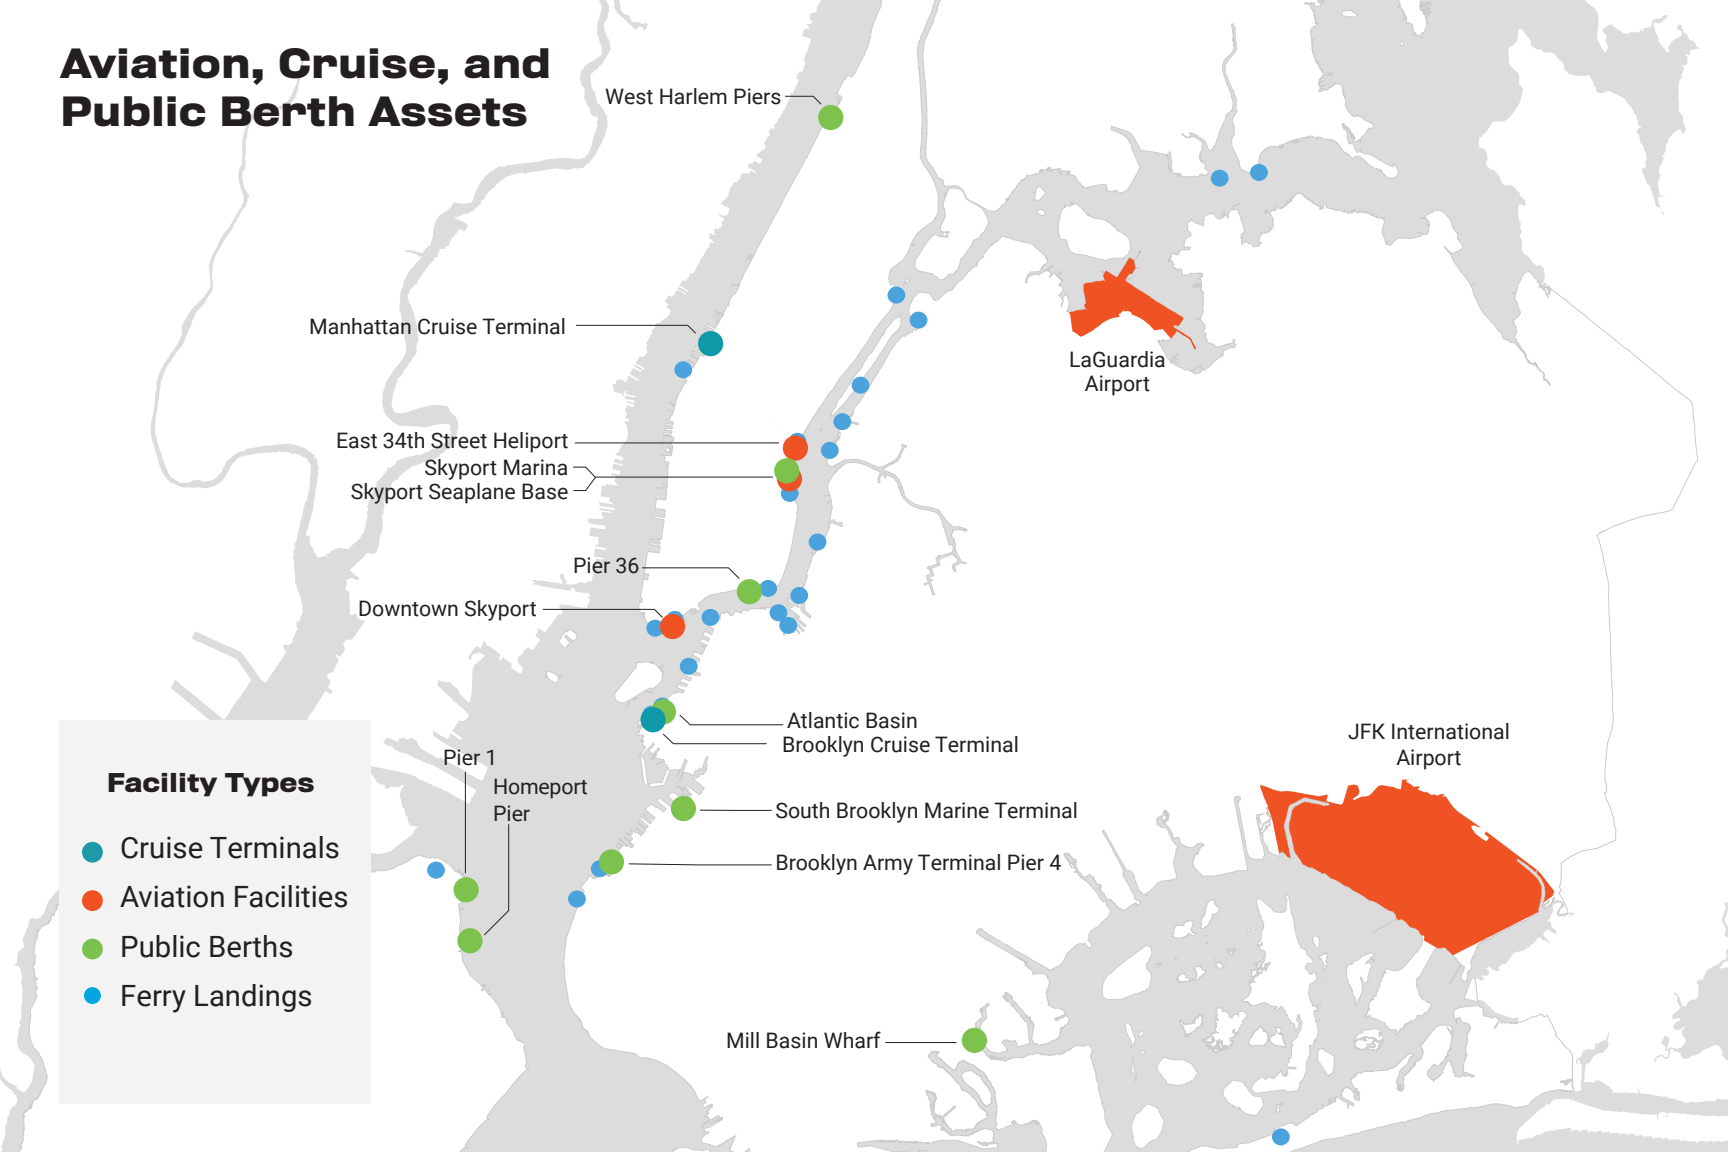 Aviation, Cruise, and
Public Berth Assets
West Harlem Piers
Manhattan Cruise Terminal
LaGuardia
Airport
East 34th Street Heliport
Skyport Marina
Skyport Seaplane Base
Pier 36
Downtown Skyport
Atlantic Basin
Brooklyn Cruise Terminal
JFK International
Airport
Pier 1
Homeport
Pier
South Brooklyn Marine Terminal
Brooklyn Army Terminal Pier 4
Mill Basin Wharf
Facility Types
Cruise Terminals
Aviation Facilities
Public Berths
Ferry Landings